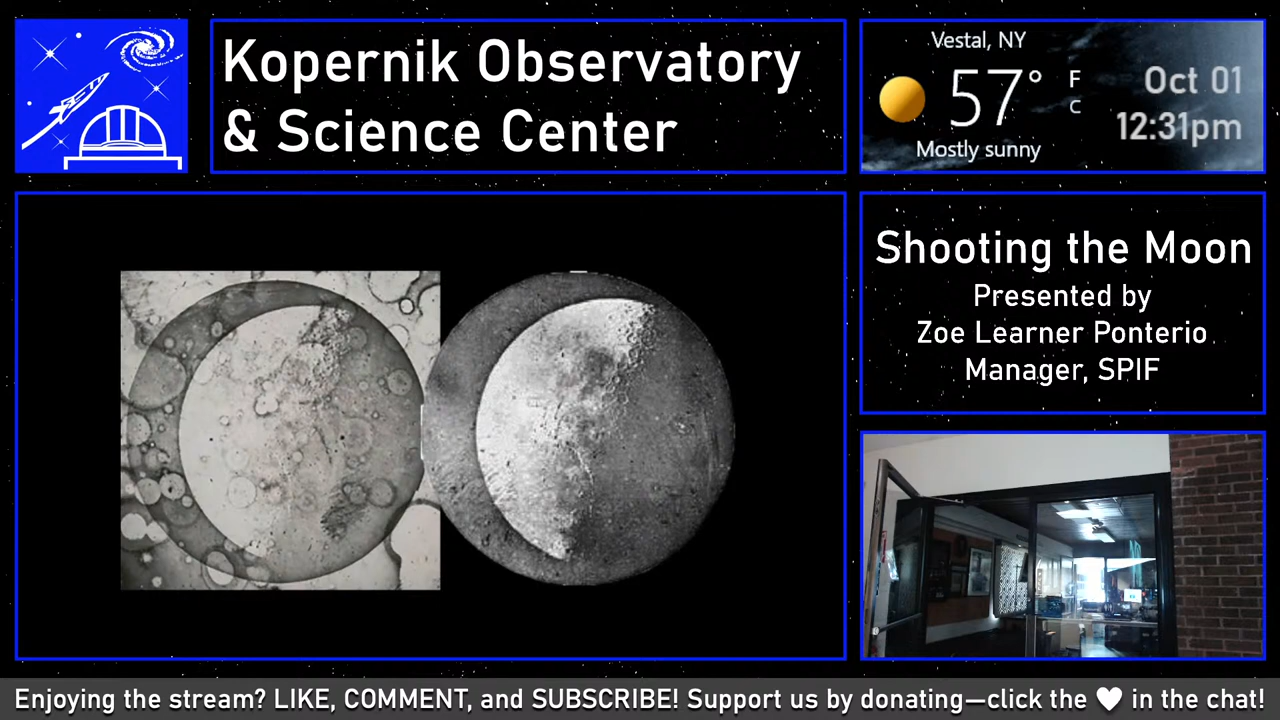 Kopernik Observatory
& Science Center
Vestal, NY
57° F
C
Mostly sunny
Oct 01
12:31pm
Shooting the Moon
Presented by
Zoe Learner Ponterio
Manager, SPIF
Enjoying the stream? LIKE, COMMENT, and SUBSCRIBE! Support us by donating—click the ♥ in the chat!